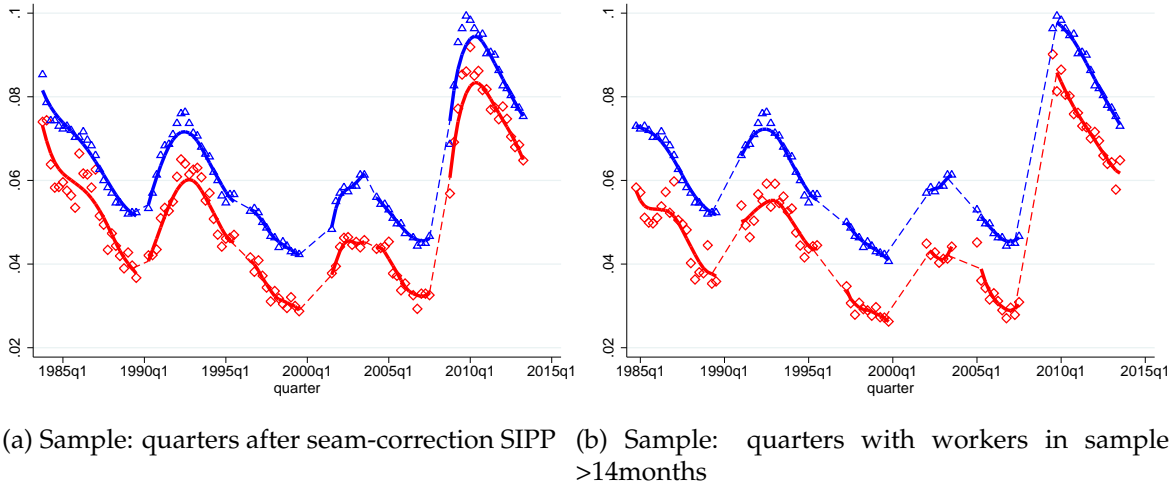 .1
.08
.06
.04
.02
1985q1 1990q1 1995q1 2000q1 2005q1 2010q1 2015q1
quarter
.1
.08
.06
.04
.02
1985q1 1990q1 1995q1 2000q1 2005q1 2010q1 2015q1
quarter
(a) Sample: quarters after seam-correction SIPP
(b) Sample: quarters with workers in sample
>14months